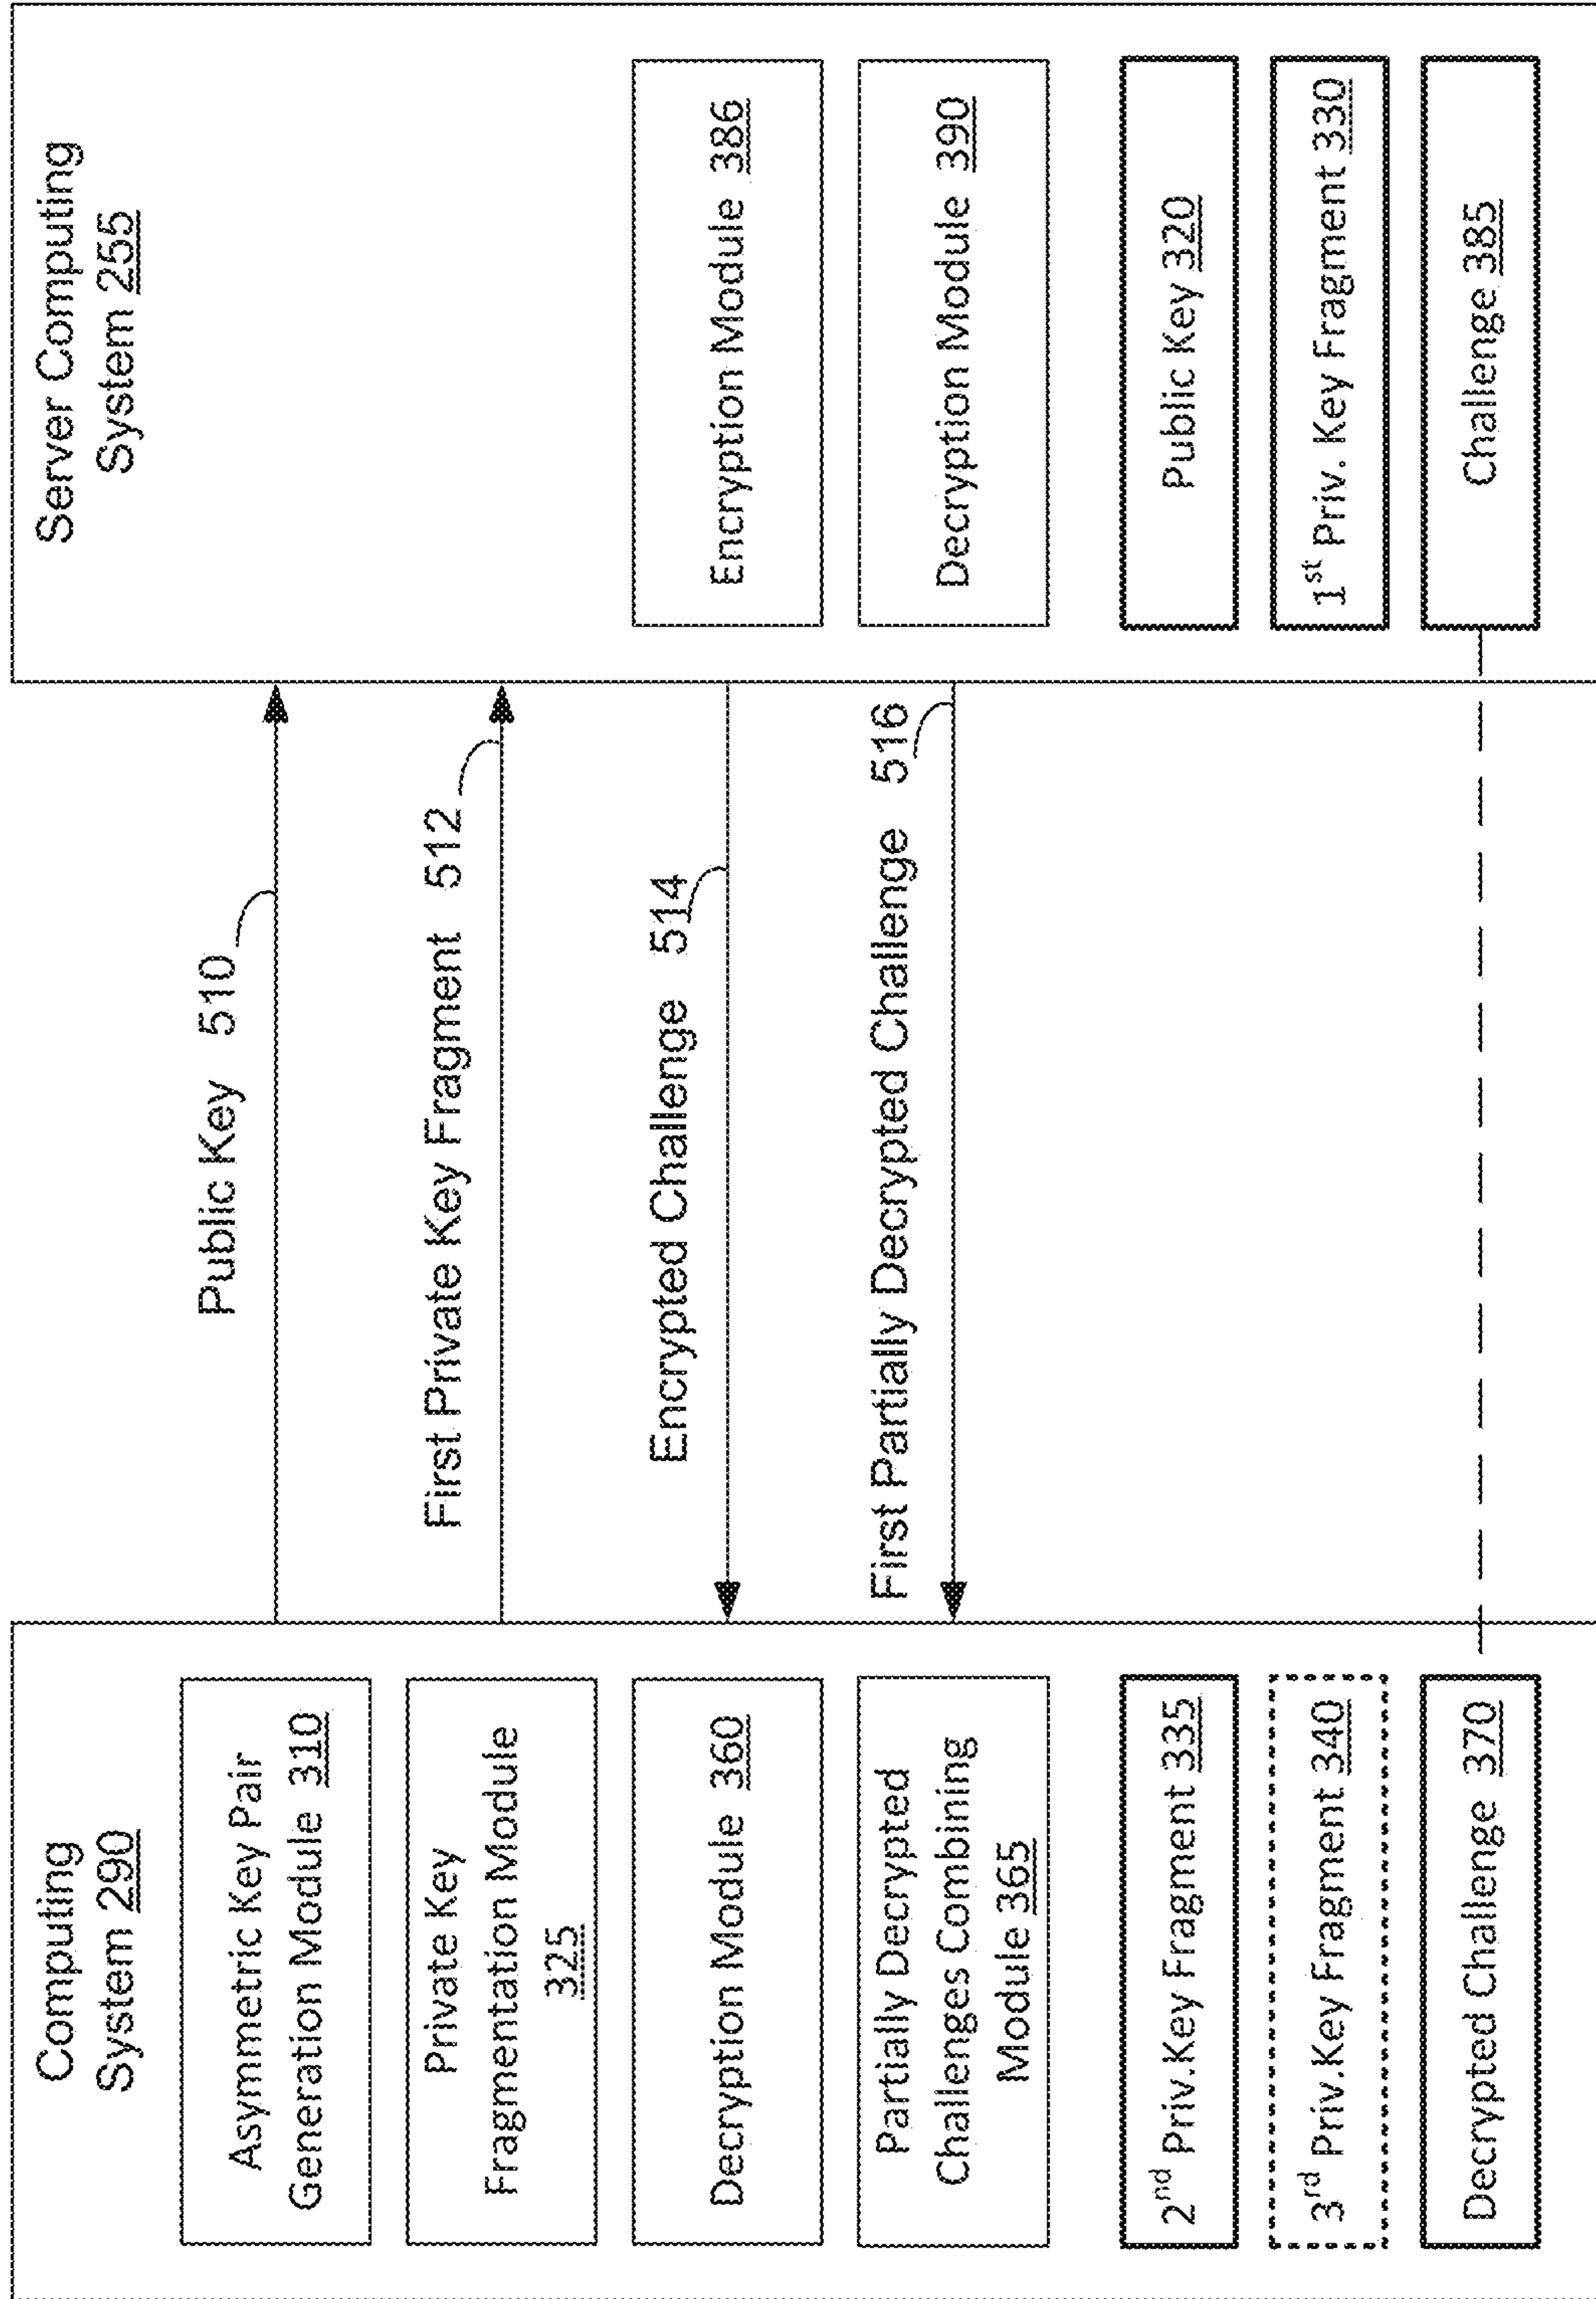 Computing
System 290
Asymmetric Key Pair
Generation Module 310
Private Key
Fragmentation Module
325
Decryption Module 360
Partially Decrypted
Challenges Combining
Module 365
2nd Priv.Key Fragment 335
3rd Priv.Key Fragment 340
Decrypted Challenge 370
Public Key 510
First Private Key Fragment 512
Encrypted Challenge 514
First Partially Decrypted Challenge 516
Server Computing
System 255
Encryption Module 386
Decryption Module 390
Public Key 320
1st Priv. Key Fragment 330
Challenge 385